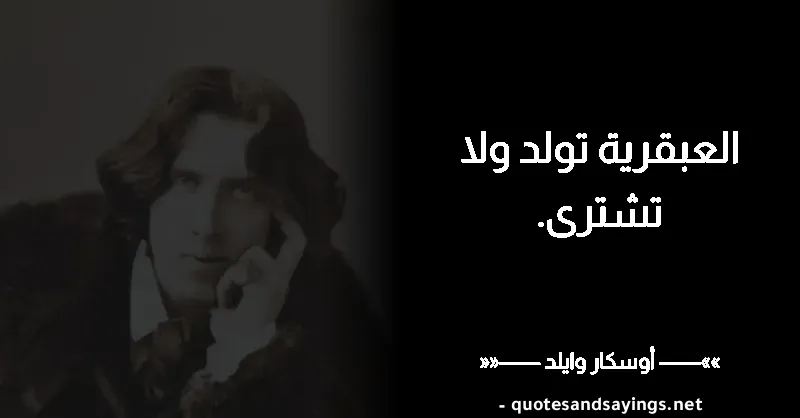 العبقرية تولد ولا
تشترى.
»»—— أوسكار وايلد ——««
- quotesandsayings.net